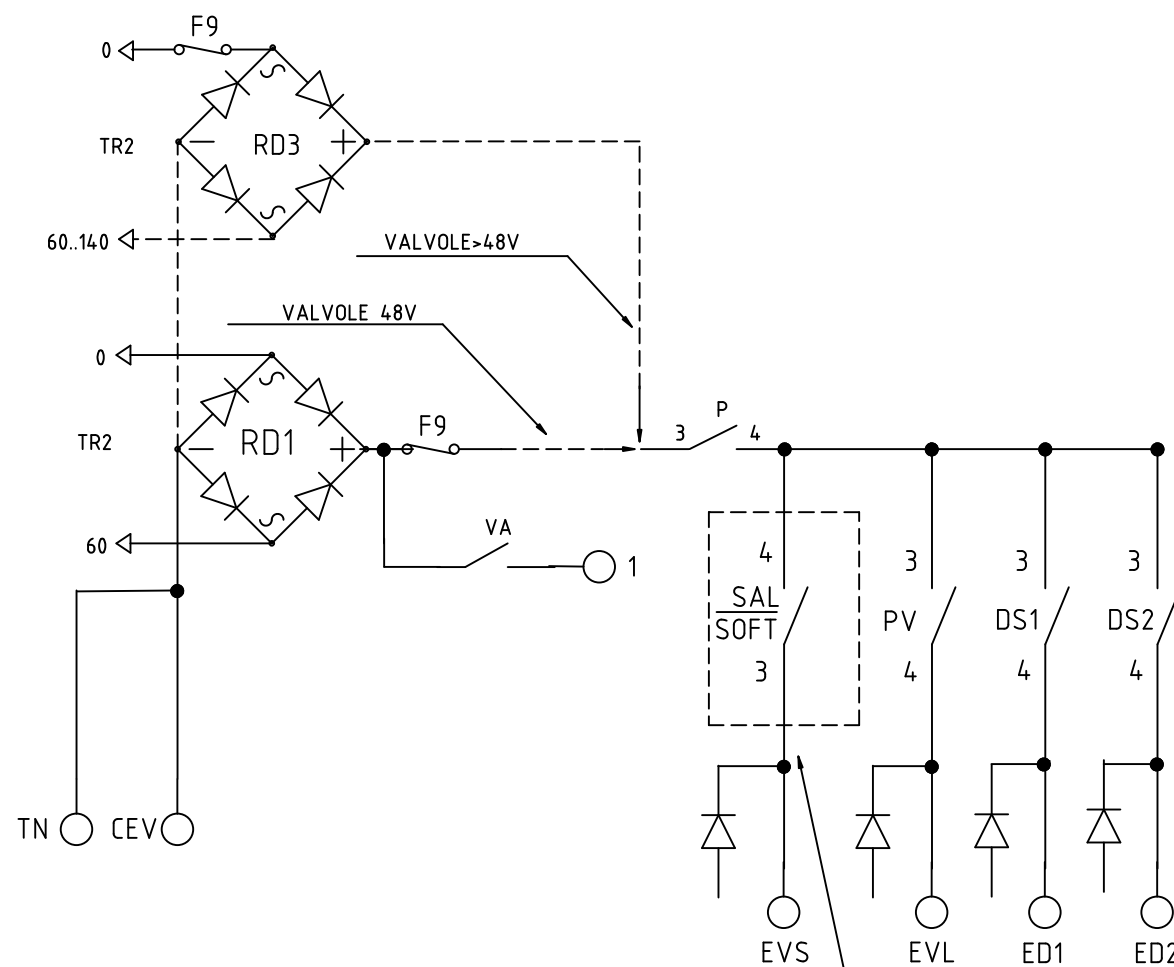 F9
0
TR2
RD3
60..140
VALVOLE>48V
VALVOLE 48V
0
TR2
RD1
F9
3
P
4
60
VA
1
4
3
3
3
SAL
SOFT
PV
DS1
DS2
3
4
4
4
TN
CEV
EVS
EVL
ED1
ED2